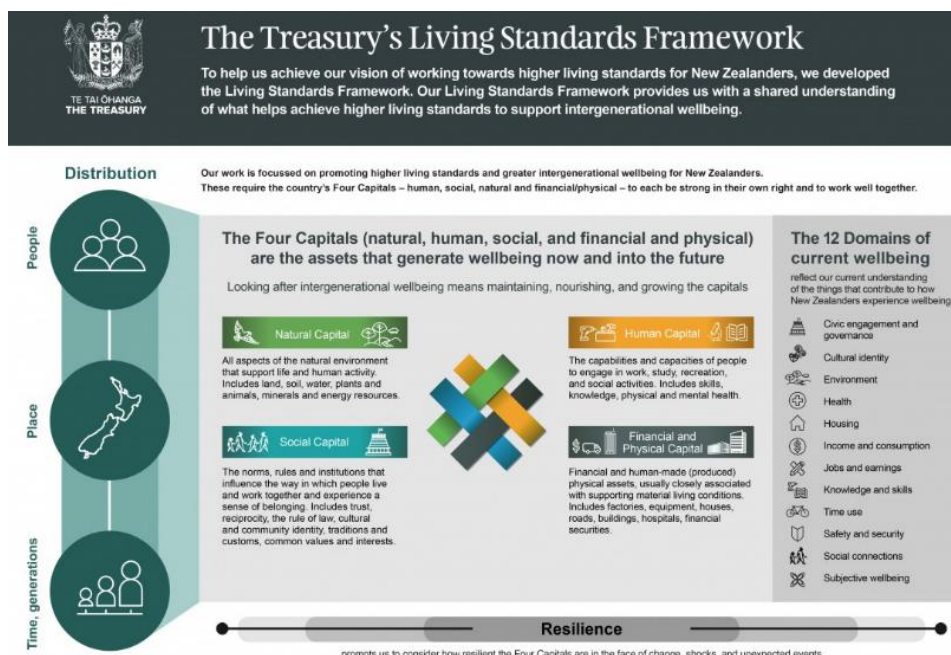 The Treasury's Living Standards Framework
To help us achieve our vision of working towards higher living standards for New Zealanders, we developed
the Living Standards Framework. Our Living Standards Framework provides us with a shared understanding
of what helps achieve higher living standards to support intergenerational wellbeing.
TE TAI ŌHANGA
THE TREASURY
Distribution
People
Place
Time, generations
Our work is focussed on promoting higher living standards and greater intergenerational wellbeing for New Zealanders.
These require the country's Four Capitals – human, social, natural and financial/physical – to each be strong in their own right and to work well together.
The Four Capitals (natural, human, social, and financial and physical)
are the assets that generate wellbeing now and into the future
Looking after intergenerational wellbeing means maintaining, nourishing, and growing the capitals
Natural Capital
All aspects of the natural environment
that support life and human activity.
Includes land, soil, water, plants and
animals, minerals and energy resources.
Human Capital
The capabilities and capacities of people
to engage in work, study, recreation,
and social activities. Includes skills,
knowledge, physical and mental health.
Social Capital
The norms, rules and institutions that
influence the way in which people live
and work together and experience a
sense of belonging. Includes trust,
reciprocity, the rule of law, cultural
and community identity, traditions and
customs, common values and interests.
Financial and
Physical Capital
Financial and human-made (produced)
physical assets, usually closely associated
with supporting material living conditions.
Includes factories, equipment, houses,
roads, buildings, hospitals, financial
securities.
The 12 Domains of
current wellbeing
reflect our current understanding
of the things that contribute to how
New Zealanders experience wellbeing
Civic engagement and
governance
Cultural identity
Environment
Health
Housing
Income and consumption
Jobs and earnings
Knowledge and skills
Time use
Safety and security
Social connections
Subjective wellbeing
Resilience
prompts us to consider how resilient the Four Capitals are in the face of change, shocks, and unexpected events